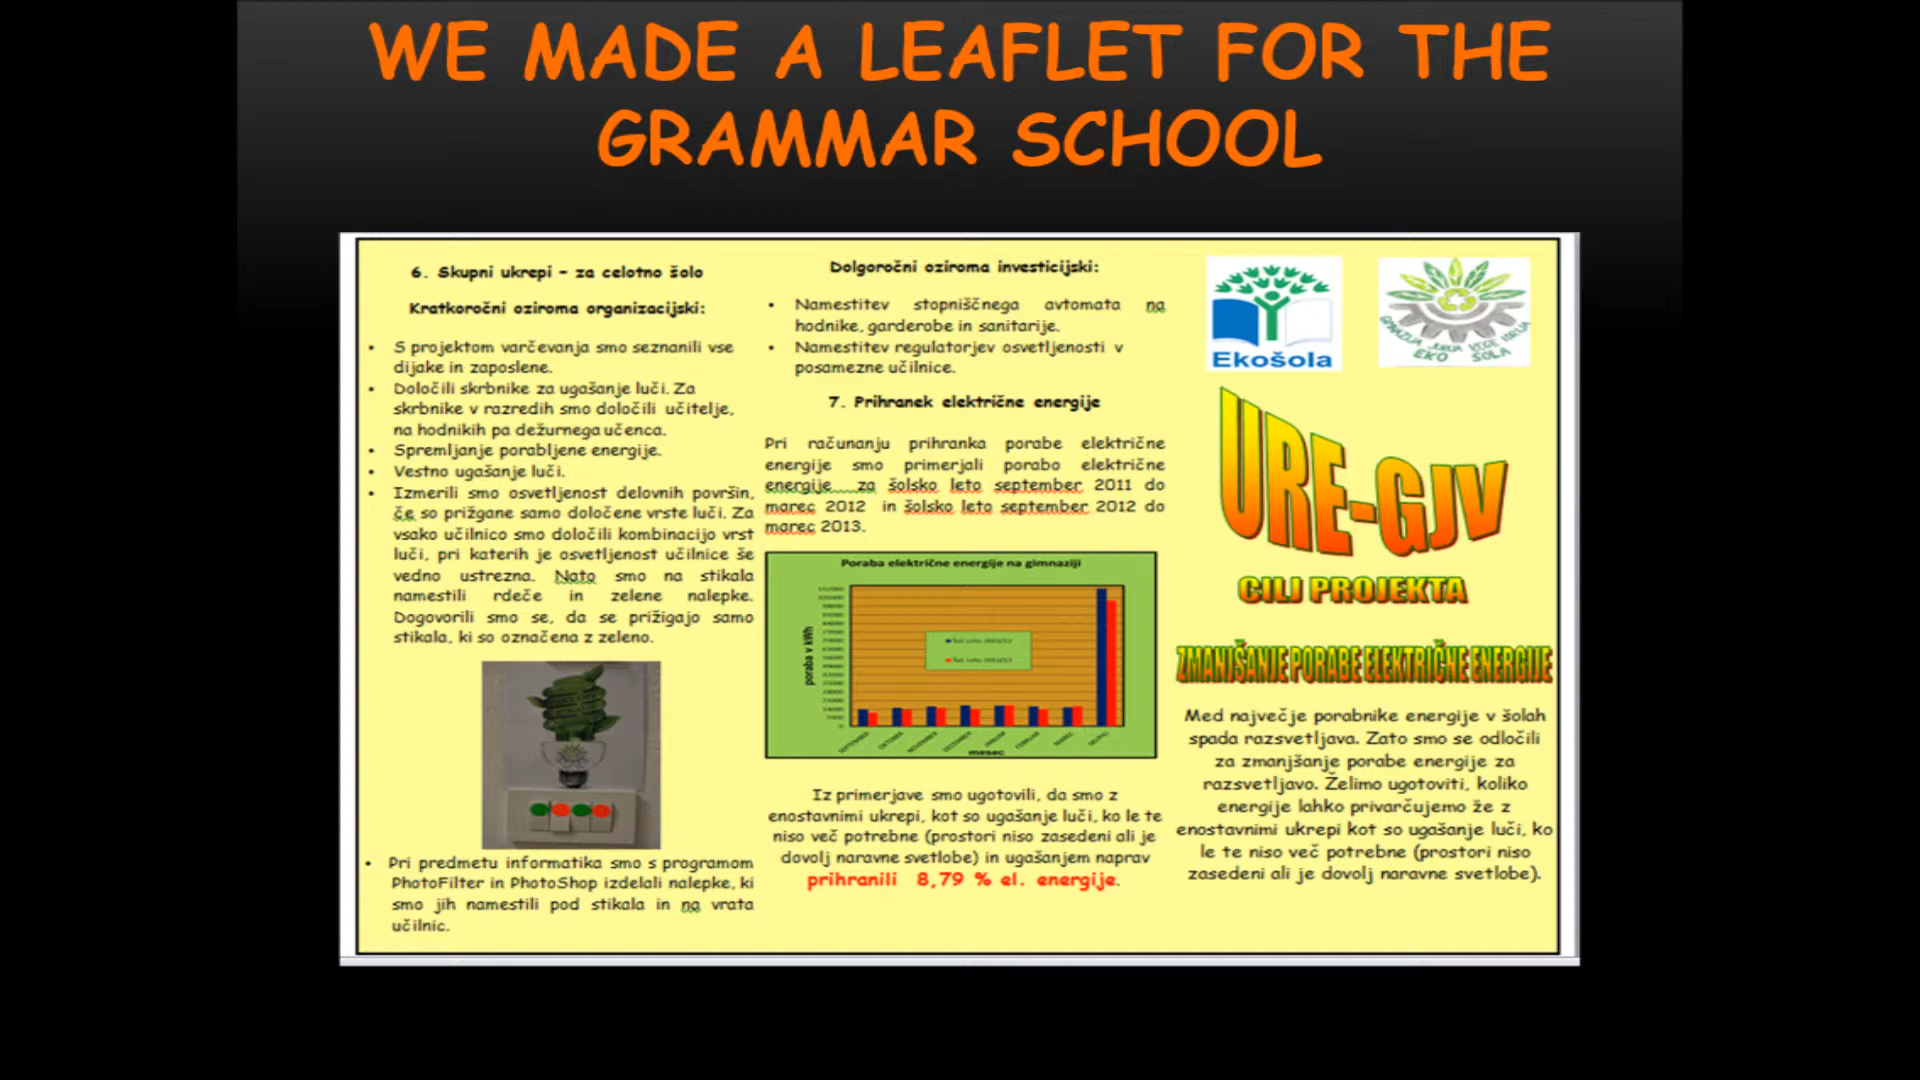 WE MADE A LEAFLET FOR THE
GRAMMAR SCHOOL
6. Skupni ukrepi – za celotno šolo
Kratkoročni oziroma organizacijski:
• S projektom varčevanja smo seznanili vse
dijake in zaposlene.
• Določili skrbnike za ugašanje luči. Za
skrbnike v razredih smo določili učitelje,
na hodnikih pa dežurnega učenca.
• Spremljanje porabljene energije.
• Vestno ugašanje luči.
• Izmerili smo osvetljenost delovnih površin,
če so prižgane samo določene vrste luči. Za
vsako učilnico smo določili kombinacijo vrst
luči, pri katerih je osvetljenost učilnice še
vedno ustrezna. Nato smo na stikala
namestili rdeče in zelene nalepke.
Dogovorili smo se, da se prižigajo samo
stikala, ki so označena z zeleno.
• Pri predmetu informatika smo s programom
PhotoFilter in PhotoShop izdelali nalepke, ki
smo jih namestili pod stikala in na vrata
učilnic.
Dolgoročni oziroma investicijski:
• Namestitev stopniščnega avtomata na
hodnike, garderobe in sanitarije.
• Namestitev regulatorjev osvetljenosti v
posamezne učilnice.
7. Prihranek električne energije
Pri računanju prihranka porabe električne
energije smo primerjali porabo električne
energije za šolsko leto september 2011 do
marec 2012 in šolsko leto september 2012 do
marec 2013.
Poraba električne energije na gimnaziji
poraba v kWh
SEPTEMBER OKTOBER NOVEMBER DECEMBER JANUAR FEBRUAR MAREC
mesec
Iz primerjave smo ugotovili, da smo z
enostavnimi ukrepi, kot so ugašanje luči, ko le te
niso več potrebne (prostori niso zasedeni ali je
dovolj naravne svetlobe) in ugašanjem naprav
prihranili 8,79 % el. energije.
Ekošola
EKO ŠOLA
URE-GJV
CILJ PROJEKTA
ZMANJŠANJE PORABE ELEKTRIČNE ENERGIJE
Med največje porabnike energije v šolah
spada razsvetljava. Zato smo se odločili
za zmanjšanje porabe energije za
razsvetljavo. Želimo ugotoviti, koliko
energije lahko privarčujemo že z
enostavnimi ukrepi kot so ugašanje luči, ko
le te niso več potrebne (prostori niso
zasedeni ali je dovolj naravne svetlobe).